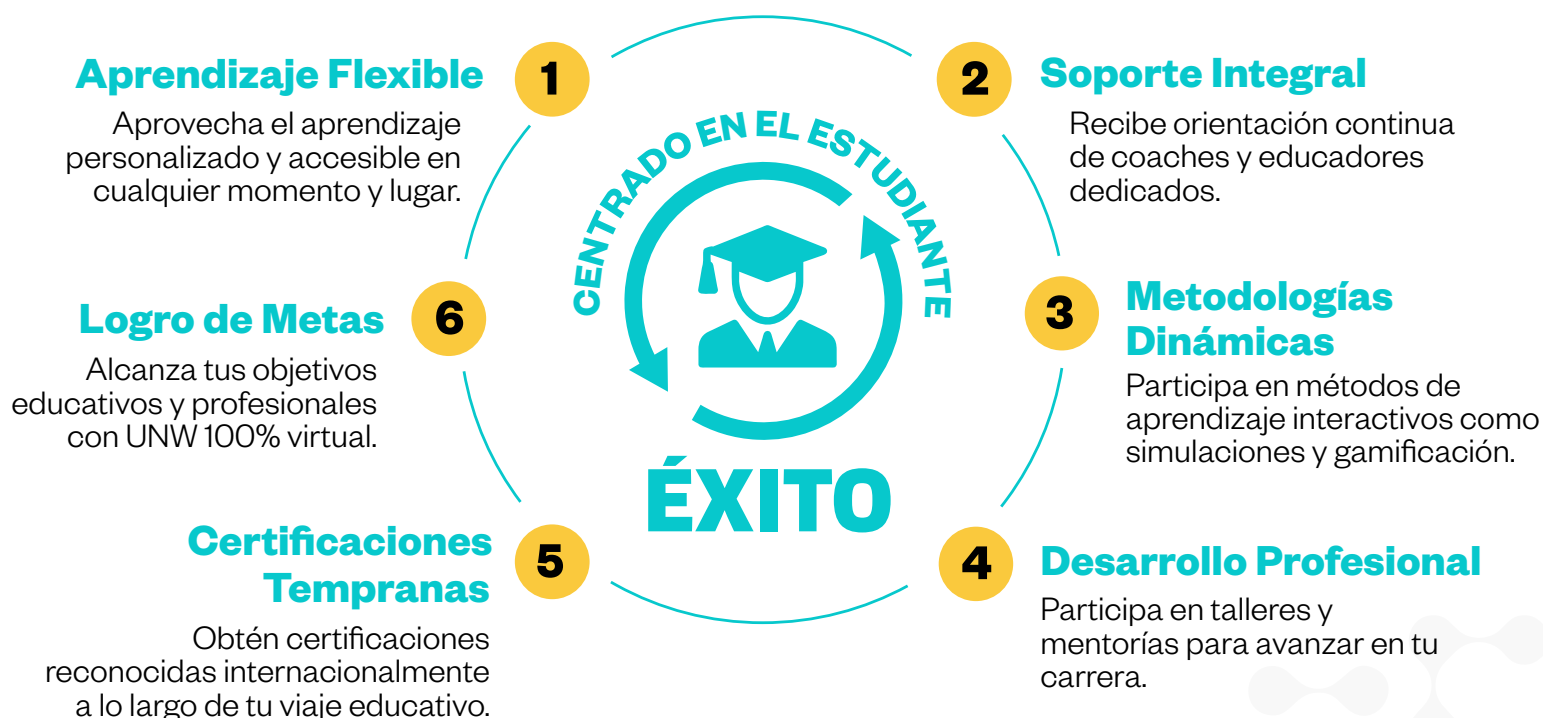 1
Aprendizaje Flexible
Aprovecha el aprendizaje
personalizado y accesible en
cualquier momento y lugar.
2
Soporte Integral
Recibe orientación continua
de coaches y educadores
dedicados.
3
Metodologías
Dinámicas
Participa en métodos de
aprendizaje interactivos como
simulaciones y gamificación.
4
Desarrollo Profesional
Participa en talleres y
mentorías para avanzar en tu
carrera.
5
Certificaciones
Tempranas
Obtén certificaciones
reconocidas internacionalmente
a lo largo de tu viaje educativo.
6
Logro de Metas
Alcanza tus objetivos
educativos y profesionales
con UNW 100% virtual.
CENTRADO EN EL ESTUDIANTE
ÉXITO